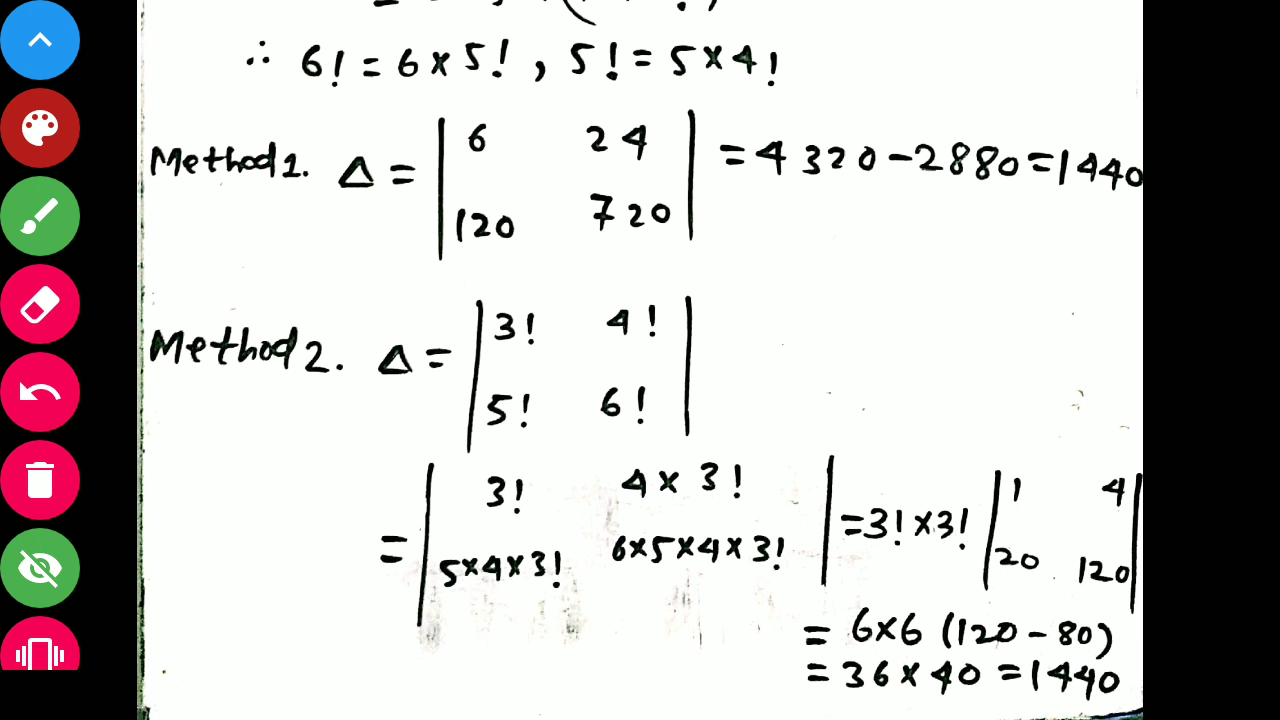 ∴ 6! = 6 × 5! , 5! = 5 × 4!
Method 1. Δ = | 6 24 | = 4320 - 2880 = 1440
| 120 720 |
Method 2. Δ = | 3! 4! |
| 5! 6! |
= | 3! 4 × 3! | = 3! × 3! | 1 4 |
| 5×4×3! 6×5×4×3! | | 20 120 |
= 6×6 (120 - 80)
= 36 × 40 = 1440